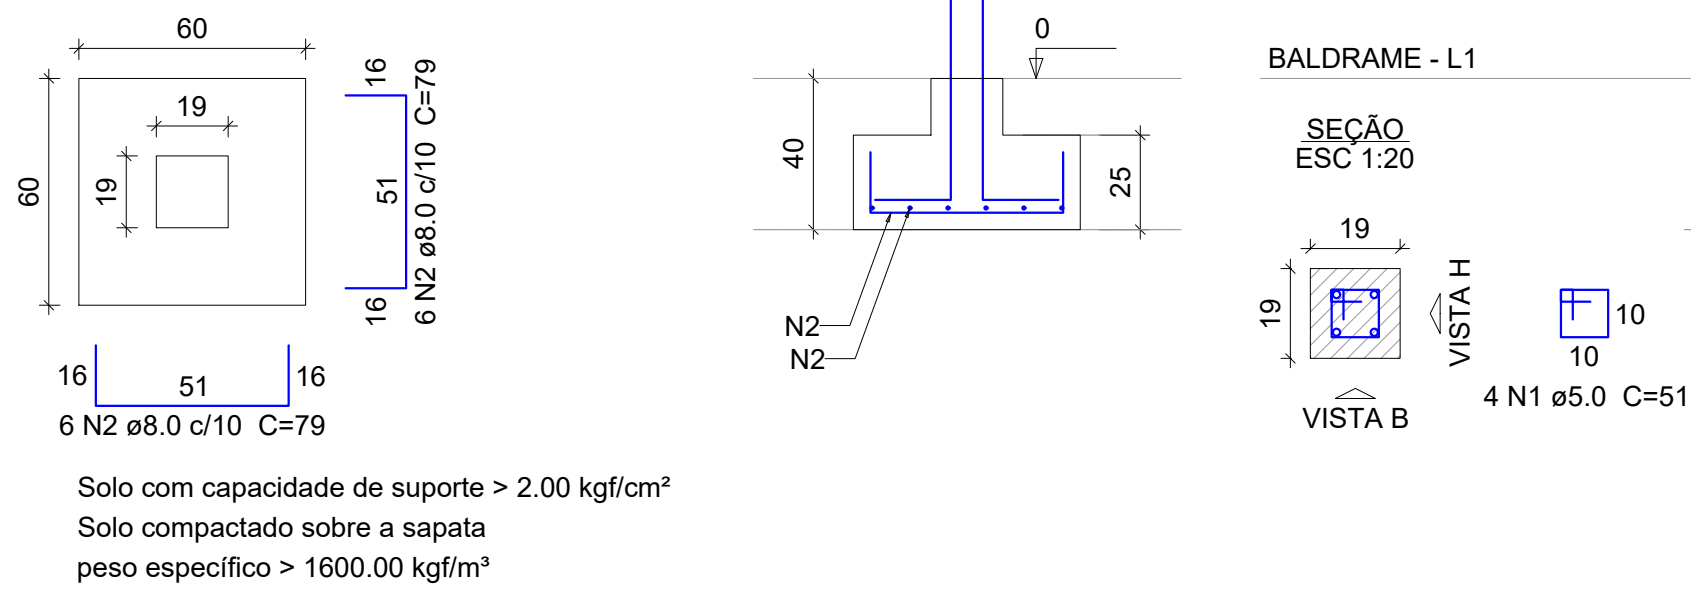 60
60
19
19
16
51
16
6 N2 ø8.0 c/10 C=79
16
51
16
6 N2 ø8.0 c/10 C=79
Solo com capacidade de suporte > 2.00 kgf/cm²
Solo compactado sobre a sapata
peso específico > 1600.00 kgf/m³
0
40
25
N2
N2
BALDRAME - L1
SEÇÃO
ESC 1:20
19
19
VISTA H
VISTA B
10
10
4 N1 ø5.0 C=51